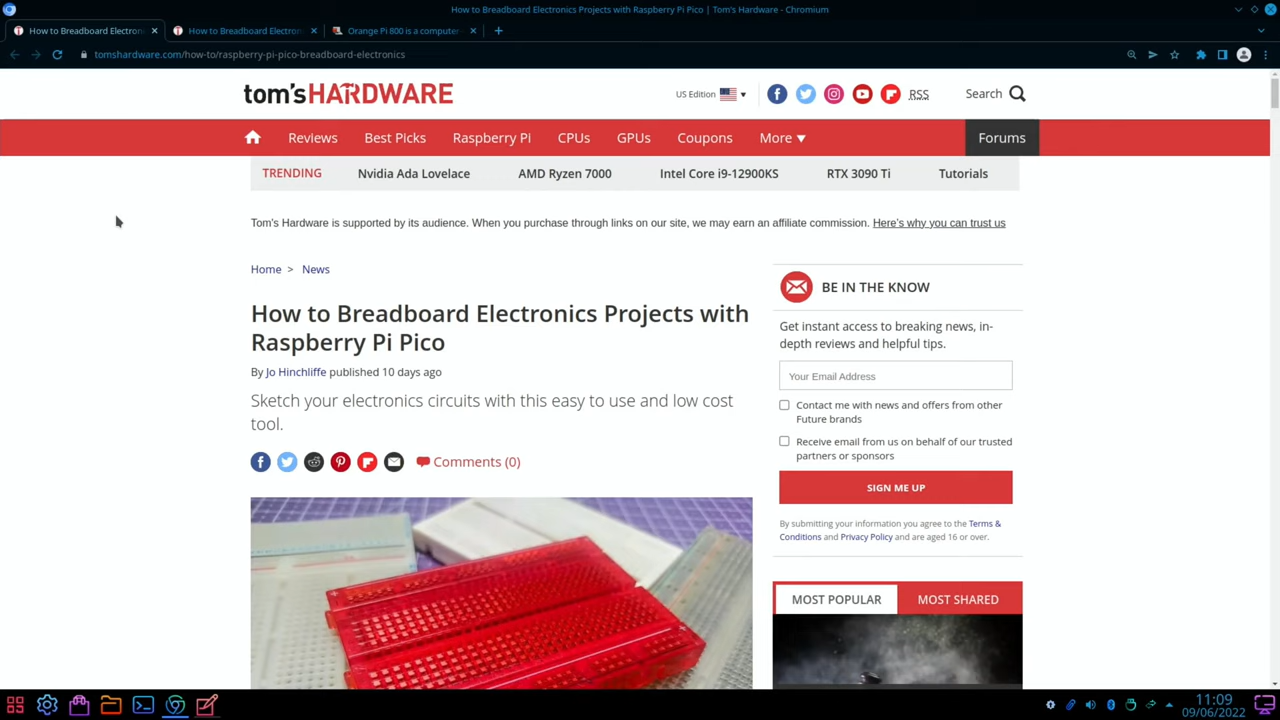 How to Breadboard Electronics Projects with Raspberry Pi Pico | Tom's Hardware - Chromium
How to Breadboard Electron
How to Breadboard Electron
Orange Pi 800 is a computer
tomshardware.com/how-to/raspberry-pi-pico-breadboard-electronics
tom'sHARDWARE
US Edition
RSS
Search
Reviews
Best Picks
Raspberry Pi
CPUs
GPUs
Coupons
More
Forums
TRENDING
Nvidia Ada Lovelace
AMD Ryzen 7000
Intel Core i9-12900KS
RTX 3090 Ti
Tutorials
Tom's Hardware is supported by its audience. When you purchase through links on our site, we may earn an affiliate commission. Here's why you can trust us
Home > News
How to Breadboard Electronics Projects with
Raspberry Pi Pico
By Jo Hinchliffe published 10 days ago
Sketch your electronics circuits with this easy to use and low cost
tool.
Comments (0)
BE IN THE KNOW
Get instant access to breaking news, in-
depth reviews and helpful tips.
Your Email Address
Contact me with news and offers from other
Future brands
Receive email from us on behalf of our trusted
partners or sponsors
SIGN ME UP
By submitting your information you agree to the Terms &
Conditions and Privacy Policy and are aged 16 or over.
MOST POPULAR
MOST SHARED
11:09
09/06/2022